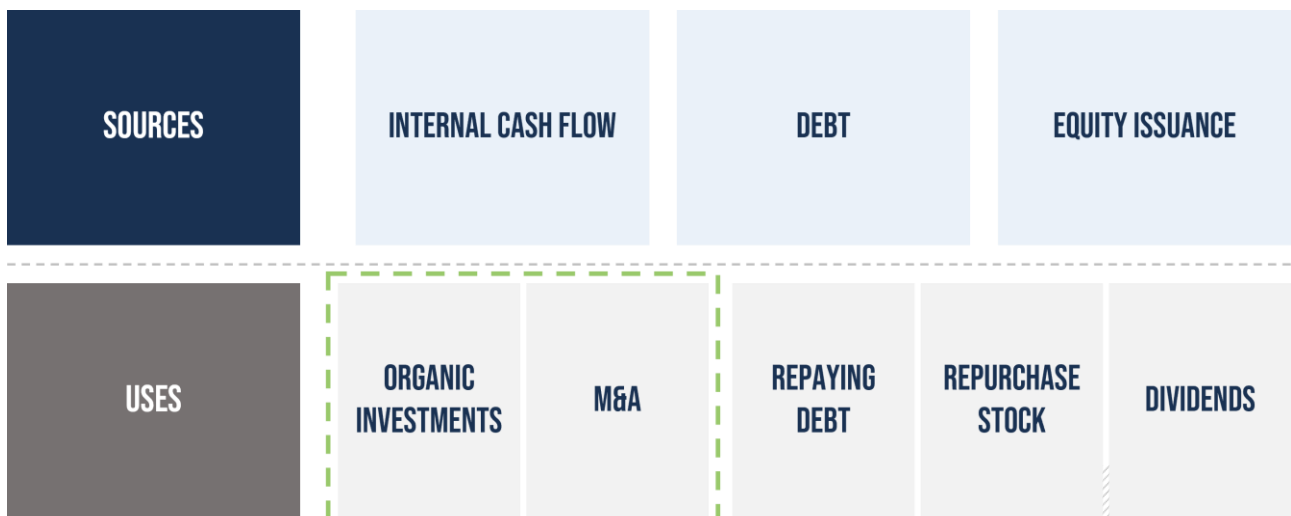 SOURCES
INTERNAL CASH FLOW
DEBT
EQUITY ISSUANCE
USES
ORGANIC
INVESTMENTS
M&A
REPAYING
DEBT
REPURCHASE
STOCK
DIVIDENDS